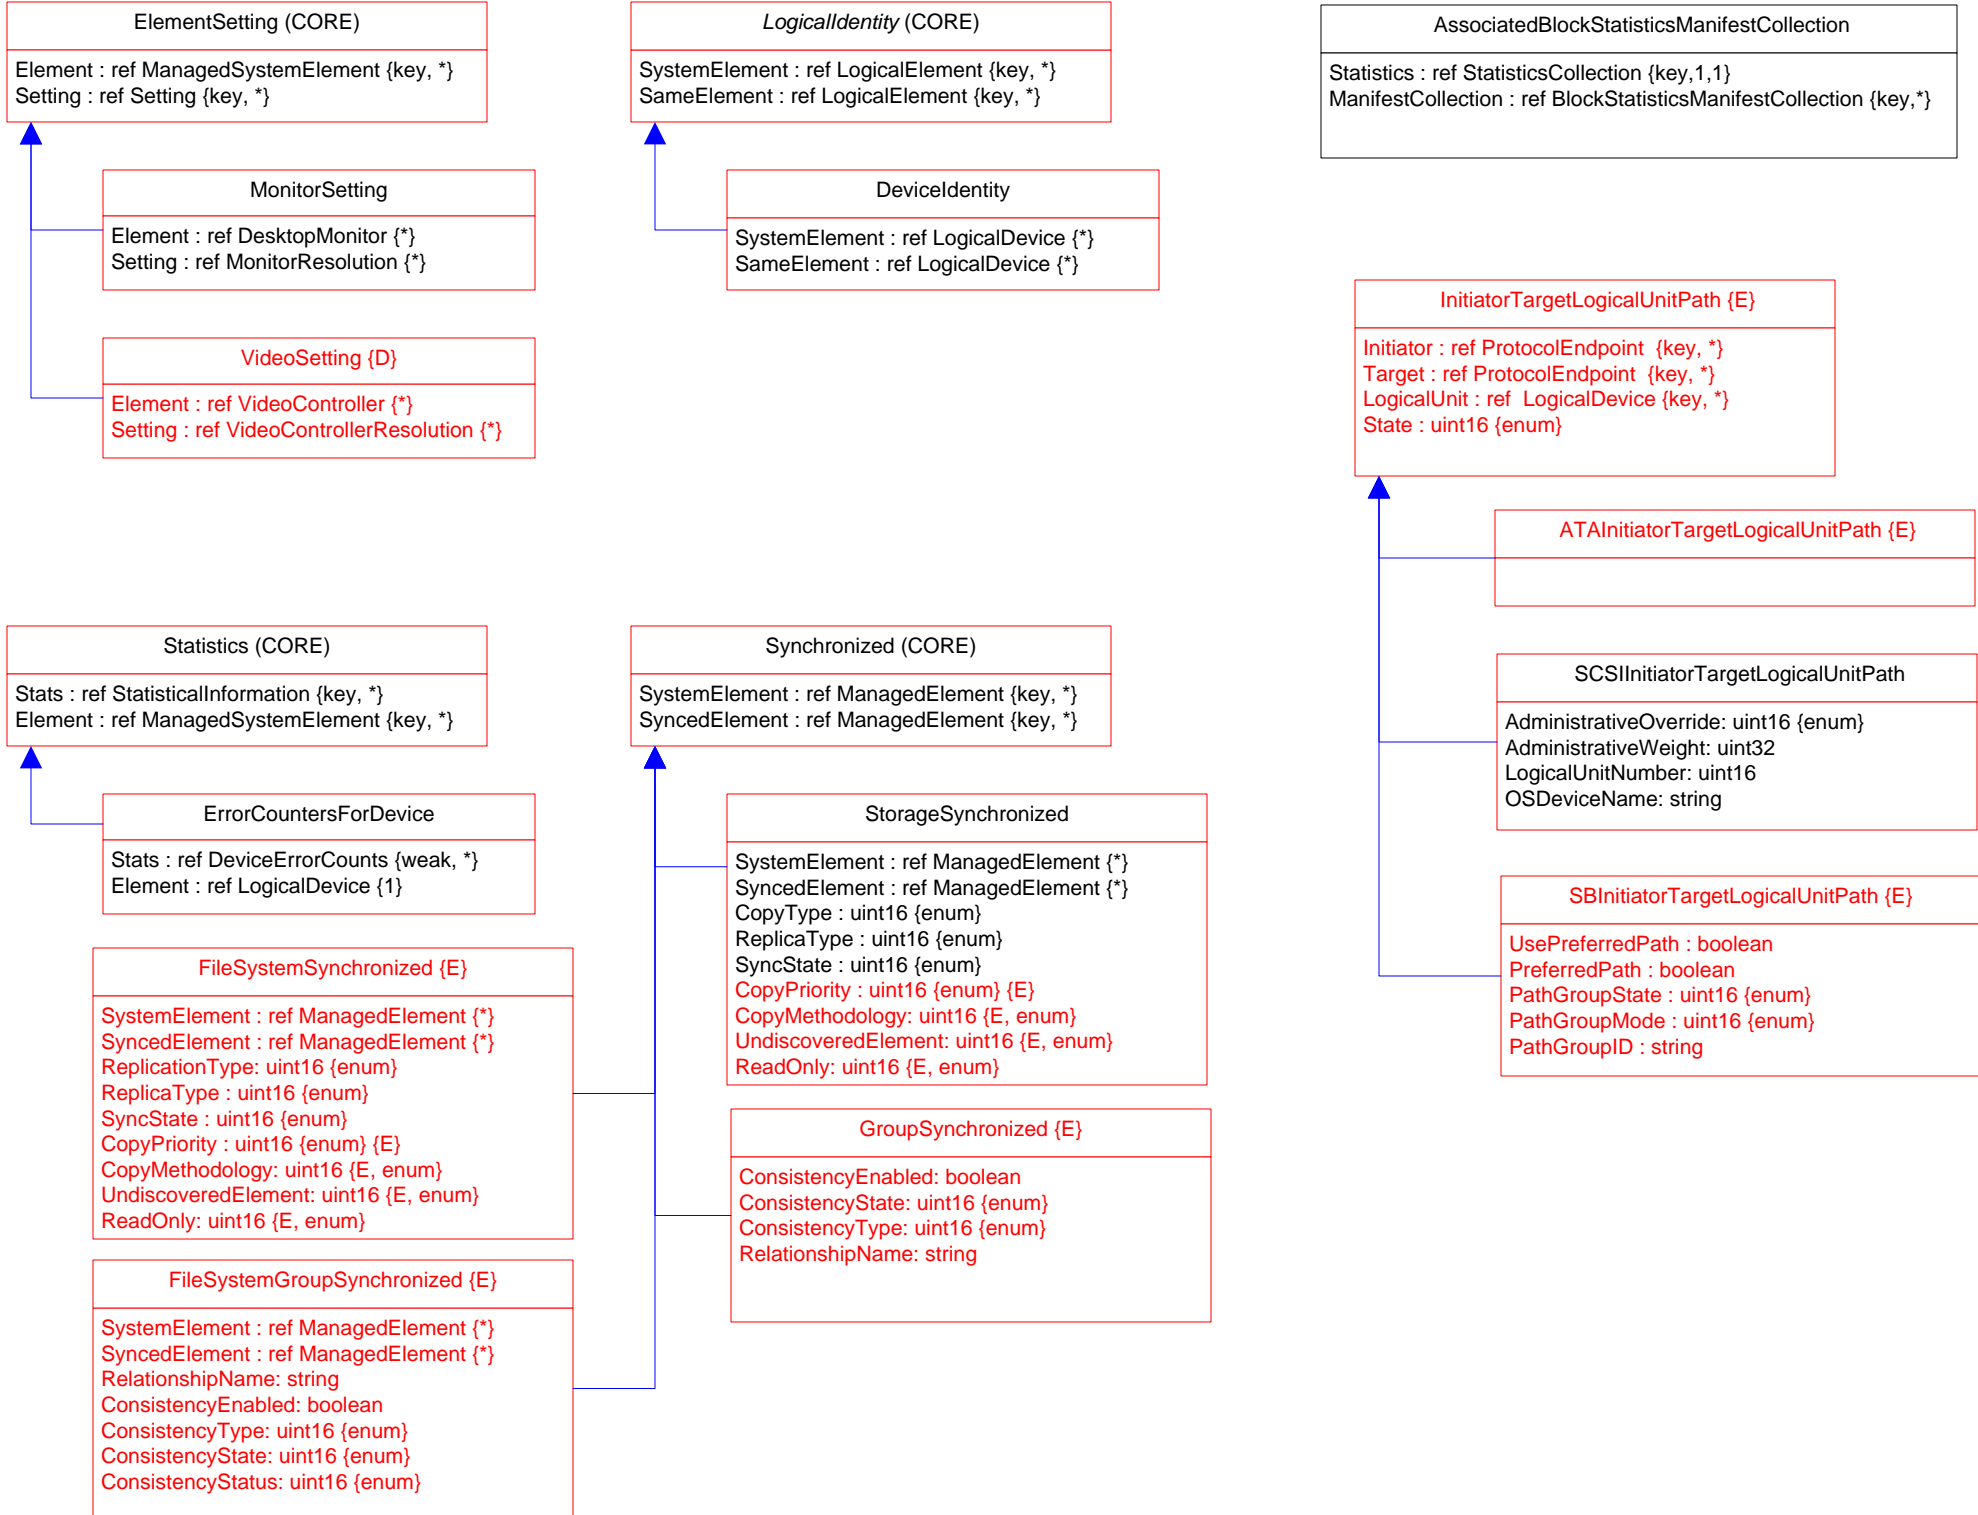 ElementSetting (CORE)
Element : ref ManagedSystemElement {key, *}
Setting : ref Setting {key, *}
MonitorSetting
Element : ref DesktopMonitor {*}
Setting : ref MonitorResolution {*}
VideoSetting {D}
Element : ref VideoController {*}
Setting : ref VideoControllerResolution {*}
LogicalIdentity (CORE)
SystemElement : ref LogicalElement {key, *}
SameElement : ref LogicalElement {key, *}
DeviceIdentity
SystemElement : ref LogicalDevice {*}
SameElement : ref LogicalDevice {*}
AssociatedBlockStatisticsManifestCollection
Statistics : ref StatisticsCollection {key,1,1}
ManifestCollection : ref BlockStatisticsManifestCollection {key,*}
InitiatorTargetLogicalUnitPath {E}
Initiator : ref ProtocolEndpoint  {key, *}
Target : ref ProtocolEndpoint  {key, *}
LogicalUnit : ref  LogicalDevice {key, *}
State : uint16 {enum}
ATAInitiatorTargetLogicalUnitPath {E}
SCSIInitiatorTargetLogicalUnitPath
AdministrativeOverride: uint16 {enum}
AdministrativeWeight: uint32
LogicalUnitNumber: uint16
OSDeviceName: string
SBInitiatorTargetLogicalUnitPath {E}
UsePreferredPath : boolean
PreferredPath : boolean
PathGroupState : uint16 {enum}
PathGroupMode : uint16 {enum}
PathGroupID : string
Statistics (CORE)
Stats : ref StatisticalInformation {key, *}
Element : ref ManagedSystemElement {key, *}
ErrorCountersForDevice
Stats : ref DeviceErrorCounts {weak, *}
Element : ref LogicalDevice {1}
Synchronized (CORE)
SystemElement : ref ManagedElement {key, *}
SyncedElement : ref ManagedElement {key, *}
StorageSynchronized
SystemElement : ref ManagedElement {*}
SyncedElement : ref ManagedElement {*}
CopyType : uint16 {enum}
ReplicaType : uint16 {enum}
SyncState : uint16 {enum}
CopyPriority : uint16 {enum} {E}
CopyMethodology: uint16 {E, enum}
UndiscoveredElement: uint16 {E, enum}
ReadOnly: uint16 {E, enum}
FileSystemSynchronized {E}
SystemElement : ref ManagedElement {*}
SyncedElement : ref ManagedElement {*}
ReplicationType: uint16 {enum}
ReplicaType : uint16 {enum}
SyncState : uint16 {enum}
CopyPriority : uint16 {enum} {E}
CopyMethodology: uint16 {E, enum}
UndiscoveredElement: uint16 {E, enum}
ReadOnly: uint16 {E, enum}
GroupSynchronized {E}
ConsistencyEnabled: boolean
ConsistencyState: uint16 {enum}
ConsistencyType: uint16 {enum}
RelationshipName: string
FileSystemGroupSynchronized {E}
SystemElement : ref ManagedElement {*}
SyncedElement : ref ManagedElement {*}
RelationshipName: string
ConsistencyEnabled: boolean
ConsistencyType: uint16 {enum}
ConsistencyState: uint16 {enum}
ConsistencyStatus: uint16 {enum}